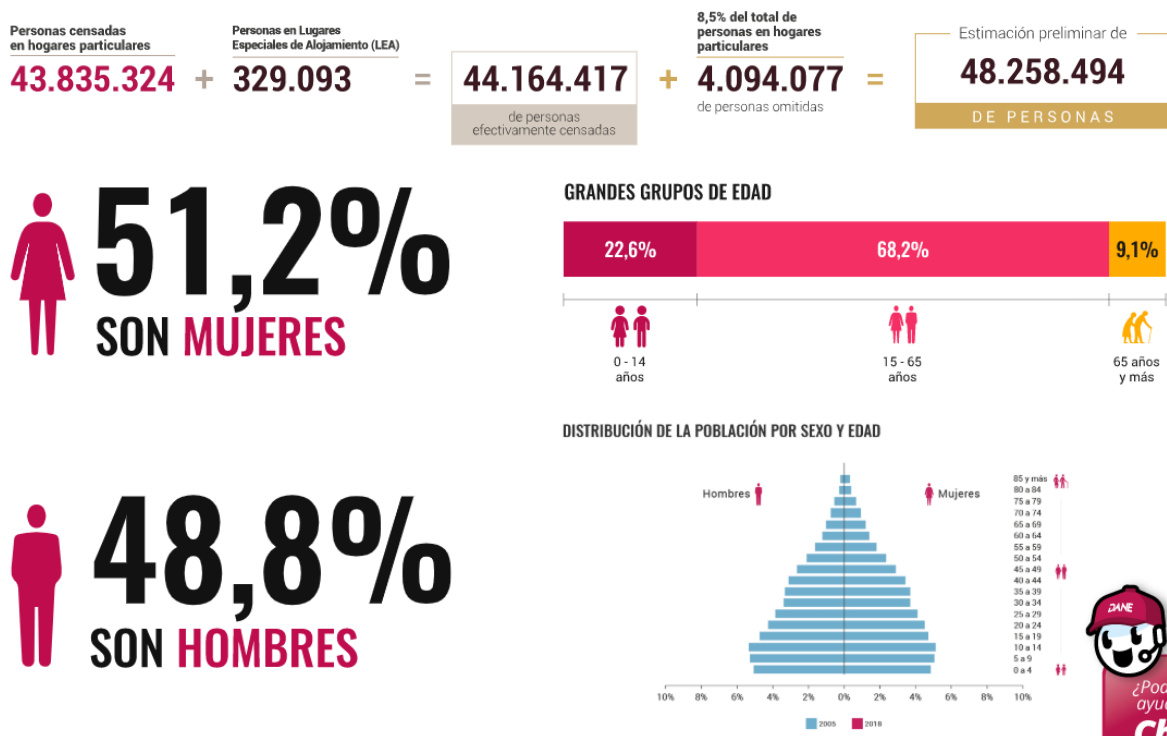 Personas censadas
en hogares particulares
43.835.324
+
Personas en Lugares
Especiales de Alojamiento (LEA)
329.093
=
44.164.417
de personas
efectivamente censadas
+
8,5% del total de
personas en hogares
particulares
4.094.077
de personas omitidas
=
Estimación preliminar de
48.258.494
DE PERSONAS
51,2%
SON MUJERES
48,8%
SON HOMBRES
GRANDES GRUPOS DE EDAD
22,6% 68,2% 9,1%
0 - 14
años
15 - 65
años
65 años
y más
DISTRIBUCIÓN DE LA POBLACIÓN POR SEXO Y EDAD
Hombres
Mujeres
85 y más
80 a 84
75 a 79
70 a 74
65 a 69
60 a 64
55 a 59
50 a 54
45 a 49
40 a 44
35 a 39
30 a 34
25 a 29
20 a 24
15 a 19
10 a 14
5 a 9
0 a 4
10% 8% 6% 4% 2% 0% 2% 4% 6% 8% 10%
2005 2018
DANE